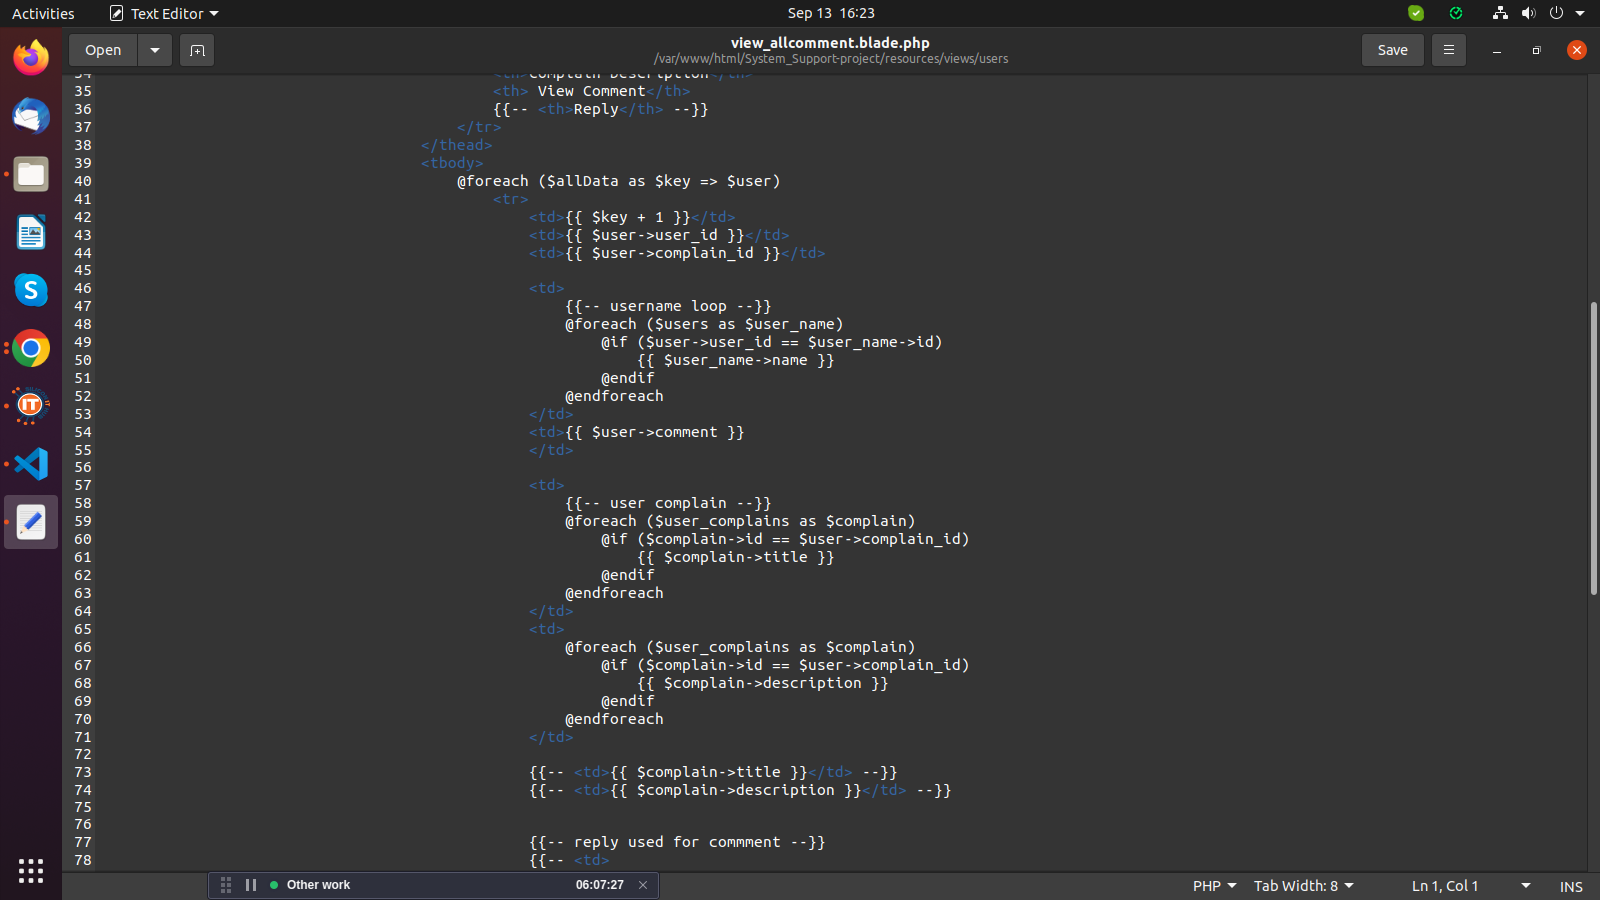 Activities
Text Editor
Sep 13 16:23
Open
view_allcomment.blade.php
/var/www/html/System_Support-project/resources/views/users
Save
34 <th>Complain Description</th>
35 <th> View Comment</th>
36 {{-- <th>Reply</th> --}}
37 </tr>
38 </thead>
39 <tbody>
40 @foreach ($allData as $key => $user)
41 <tr>
42 <td>{{ $key + 1 }}</td>
43 <td>{{ $user->user_id }}</td>
44 <td>{{ $user->complain_id }}</td>
45
46 <td>
47 {{-- username loop --}}
48 @foreach ($users as $user_name)
49 @if ($user->user_id == $user_name->id)
50 {{ $user_name->name }}
51 @endif
52 @endforeach
53 </td>
54 <td>{{ $user->comment }}
55 </td>
56
57 <td>
58 {{-- user complain --}}
59 @foreach ($user_complains as $complain)
60 @if ($complain->id == $user->complain_id)
61 {{ $complain->title }}
62 @endif
63 @endforeach
64 </td>
65 <td>
66 @foreach ($user_complains as $complain)
67 @if ($complain->id == $user->complain_id)
68 {{ $complain->description }}
69 @endif
70 @endforeach
71 </td>
72
73 {{-- <td>{{ $complain->title }}</td> --}}
74 {{-- <td>{{ $complain->description }}</td> --}}
75
76
77 {{-- reply used for commment --}}
78 {{-- <td>
IT
Other work 06:07:27
PHP
Tab Width: 8
Ln 1, Col 1
INS